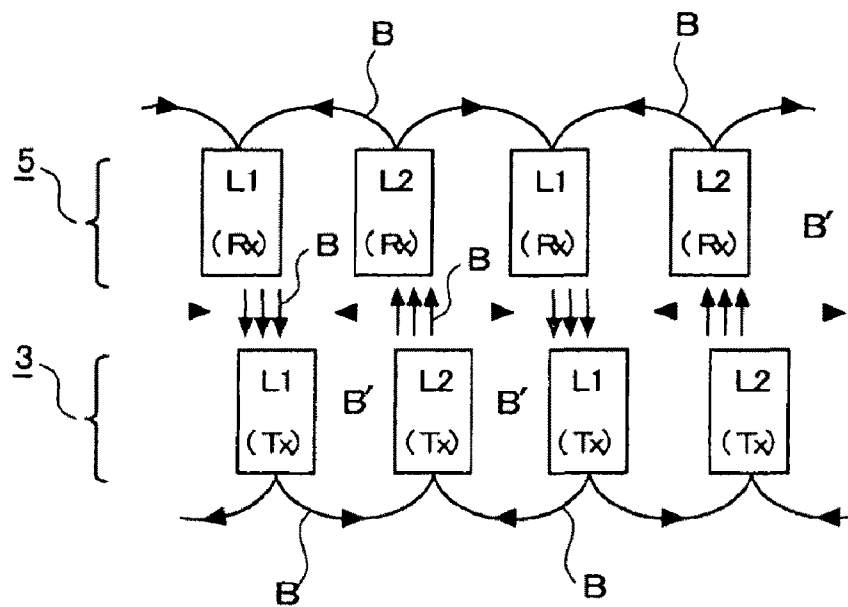 B B
5
L1 L2 L1 L2
(Rx) (Rx) (Rx) (Rx) B′
B B
3
L1 L2 L1 L2
B′ B′
(Tx) (Tx) (Tx) (Tx)
B B